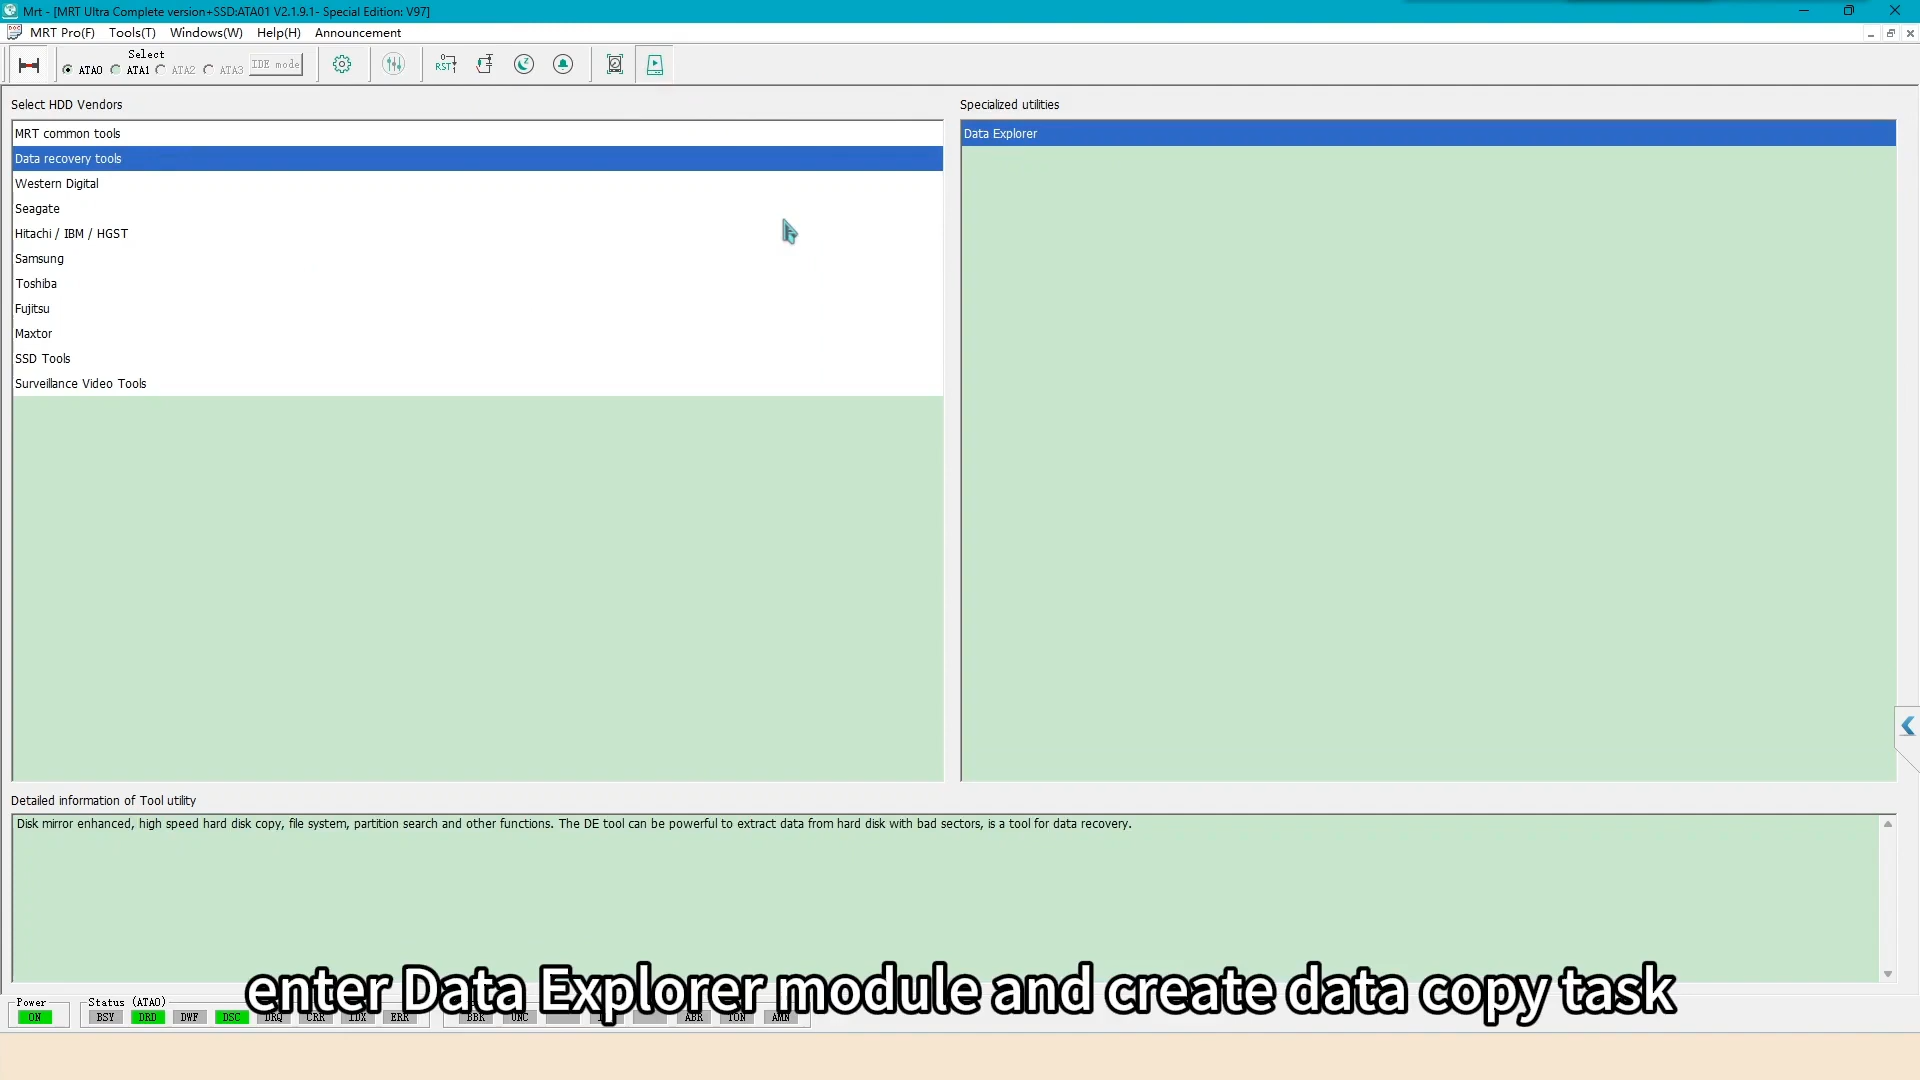 Mrt - [MRT Ultra Complete version+SSD:ATA01 V2.1.9.1- Special Edition: V97]
MRT Pro(F) Tools(T) Windows(W) Help(H) Announcement
Select
ATA0 ATA1 ATA2 ATA3 IDE mode
RST
Select HDD Vendors
Specialized utilities
MRT common tools
Data Explorer
Data recovery tools
Western Digital
Seagate
Hitachi / IBM / HGST
Samsung
Toshiba
Fujitsu
Maxtor
SSD Tools
Surveillance Video Tools
Detailed information of Tool utility
Disk mirror enhanced, high speed hard disk copy, file system, partition search and other functions. The DE tool can be powerful to extract data from hard disk with bad sectors, is a tool for data recovery.
enter Data Explorer module and create data copy task
Power Status (ATA0)
ON BSY DRD DWF DSC DRQ CRR IDX ERR BBK UNC ABR TON AMN